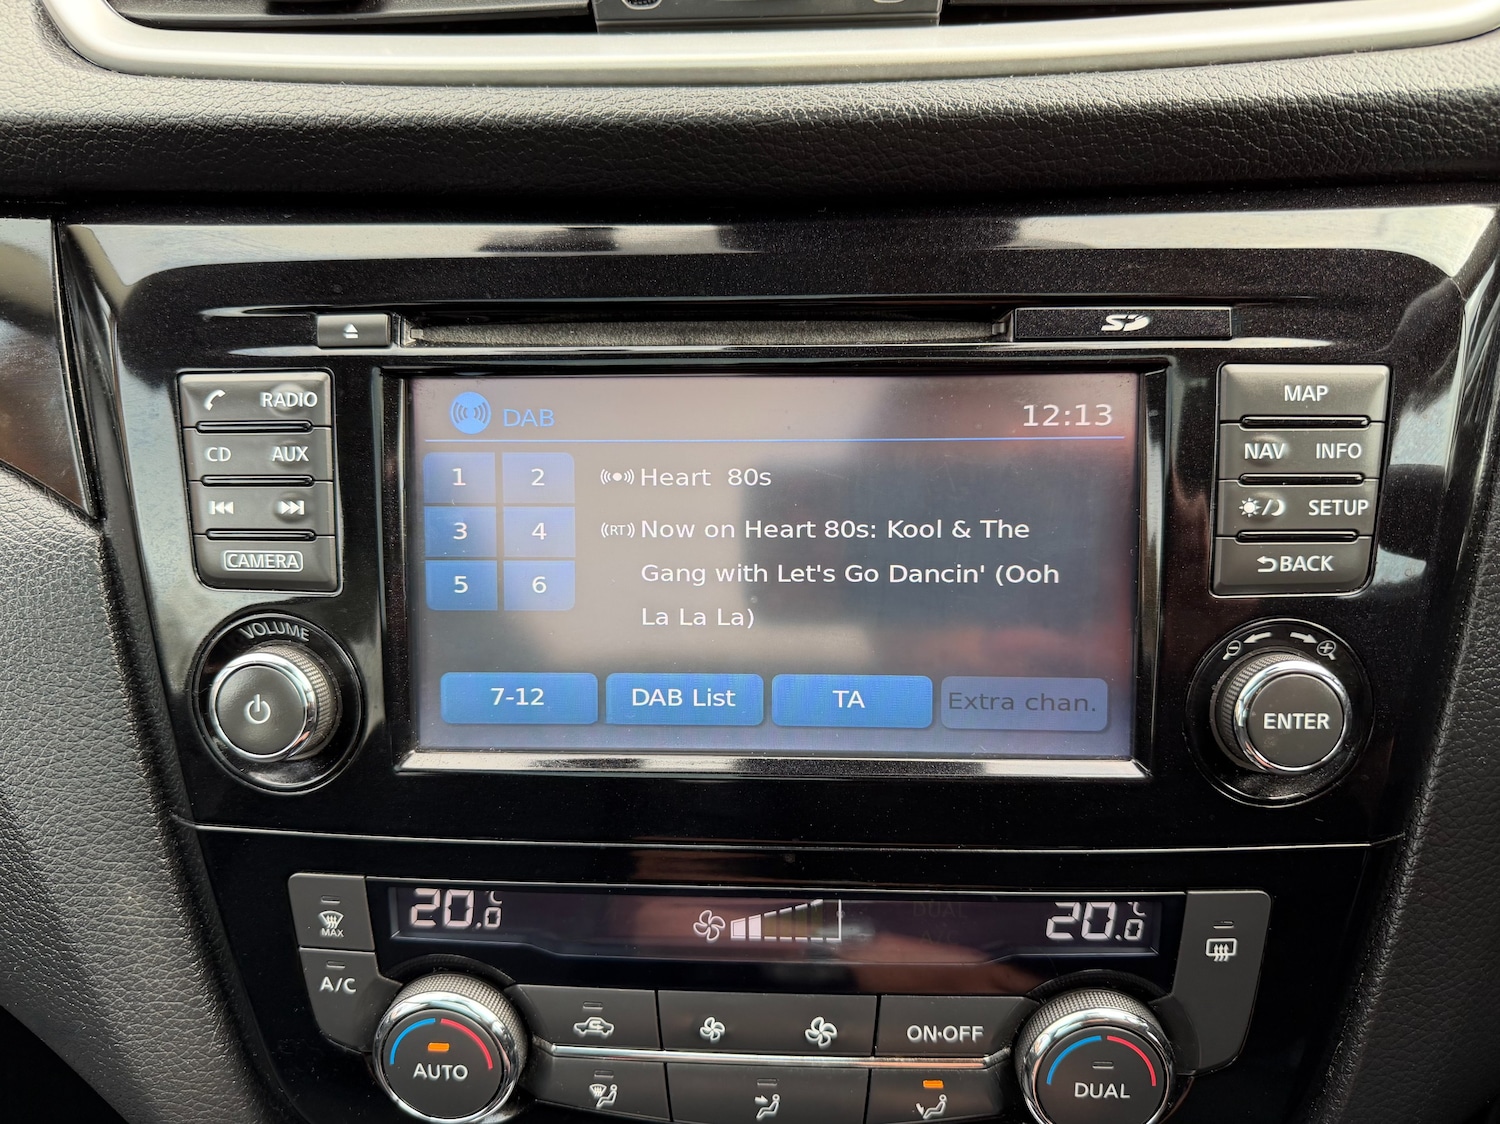 SD
RADIO
CD AUX
CAMERA
VOLUME
DAB 12:13
1 2
3 4
5 6
Heart 80s
(RT) Now on Heart 80s: Kool & The
Gang with Let's Go Dancin' (Ooh
La La La)
7-12 DAB List TA Extra chan.
MAP
NAV INFO
SETUP
BACK
ENTER
20.0 °C
20.0 °C
MAX
A/C
AUTO
ON·OFF
DUAL